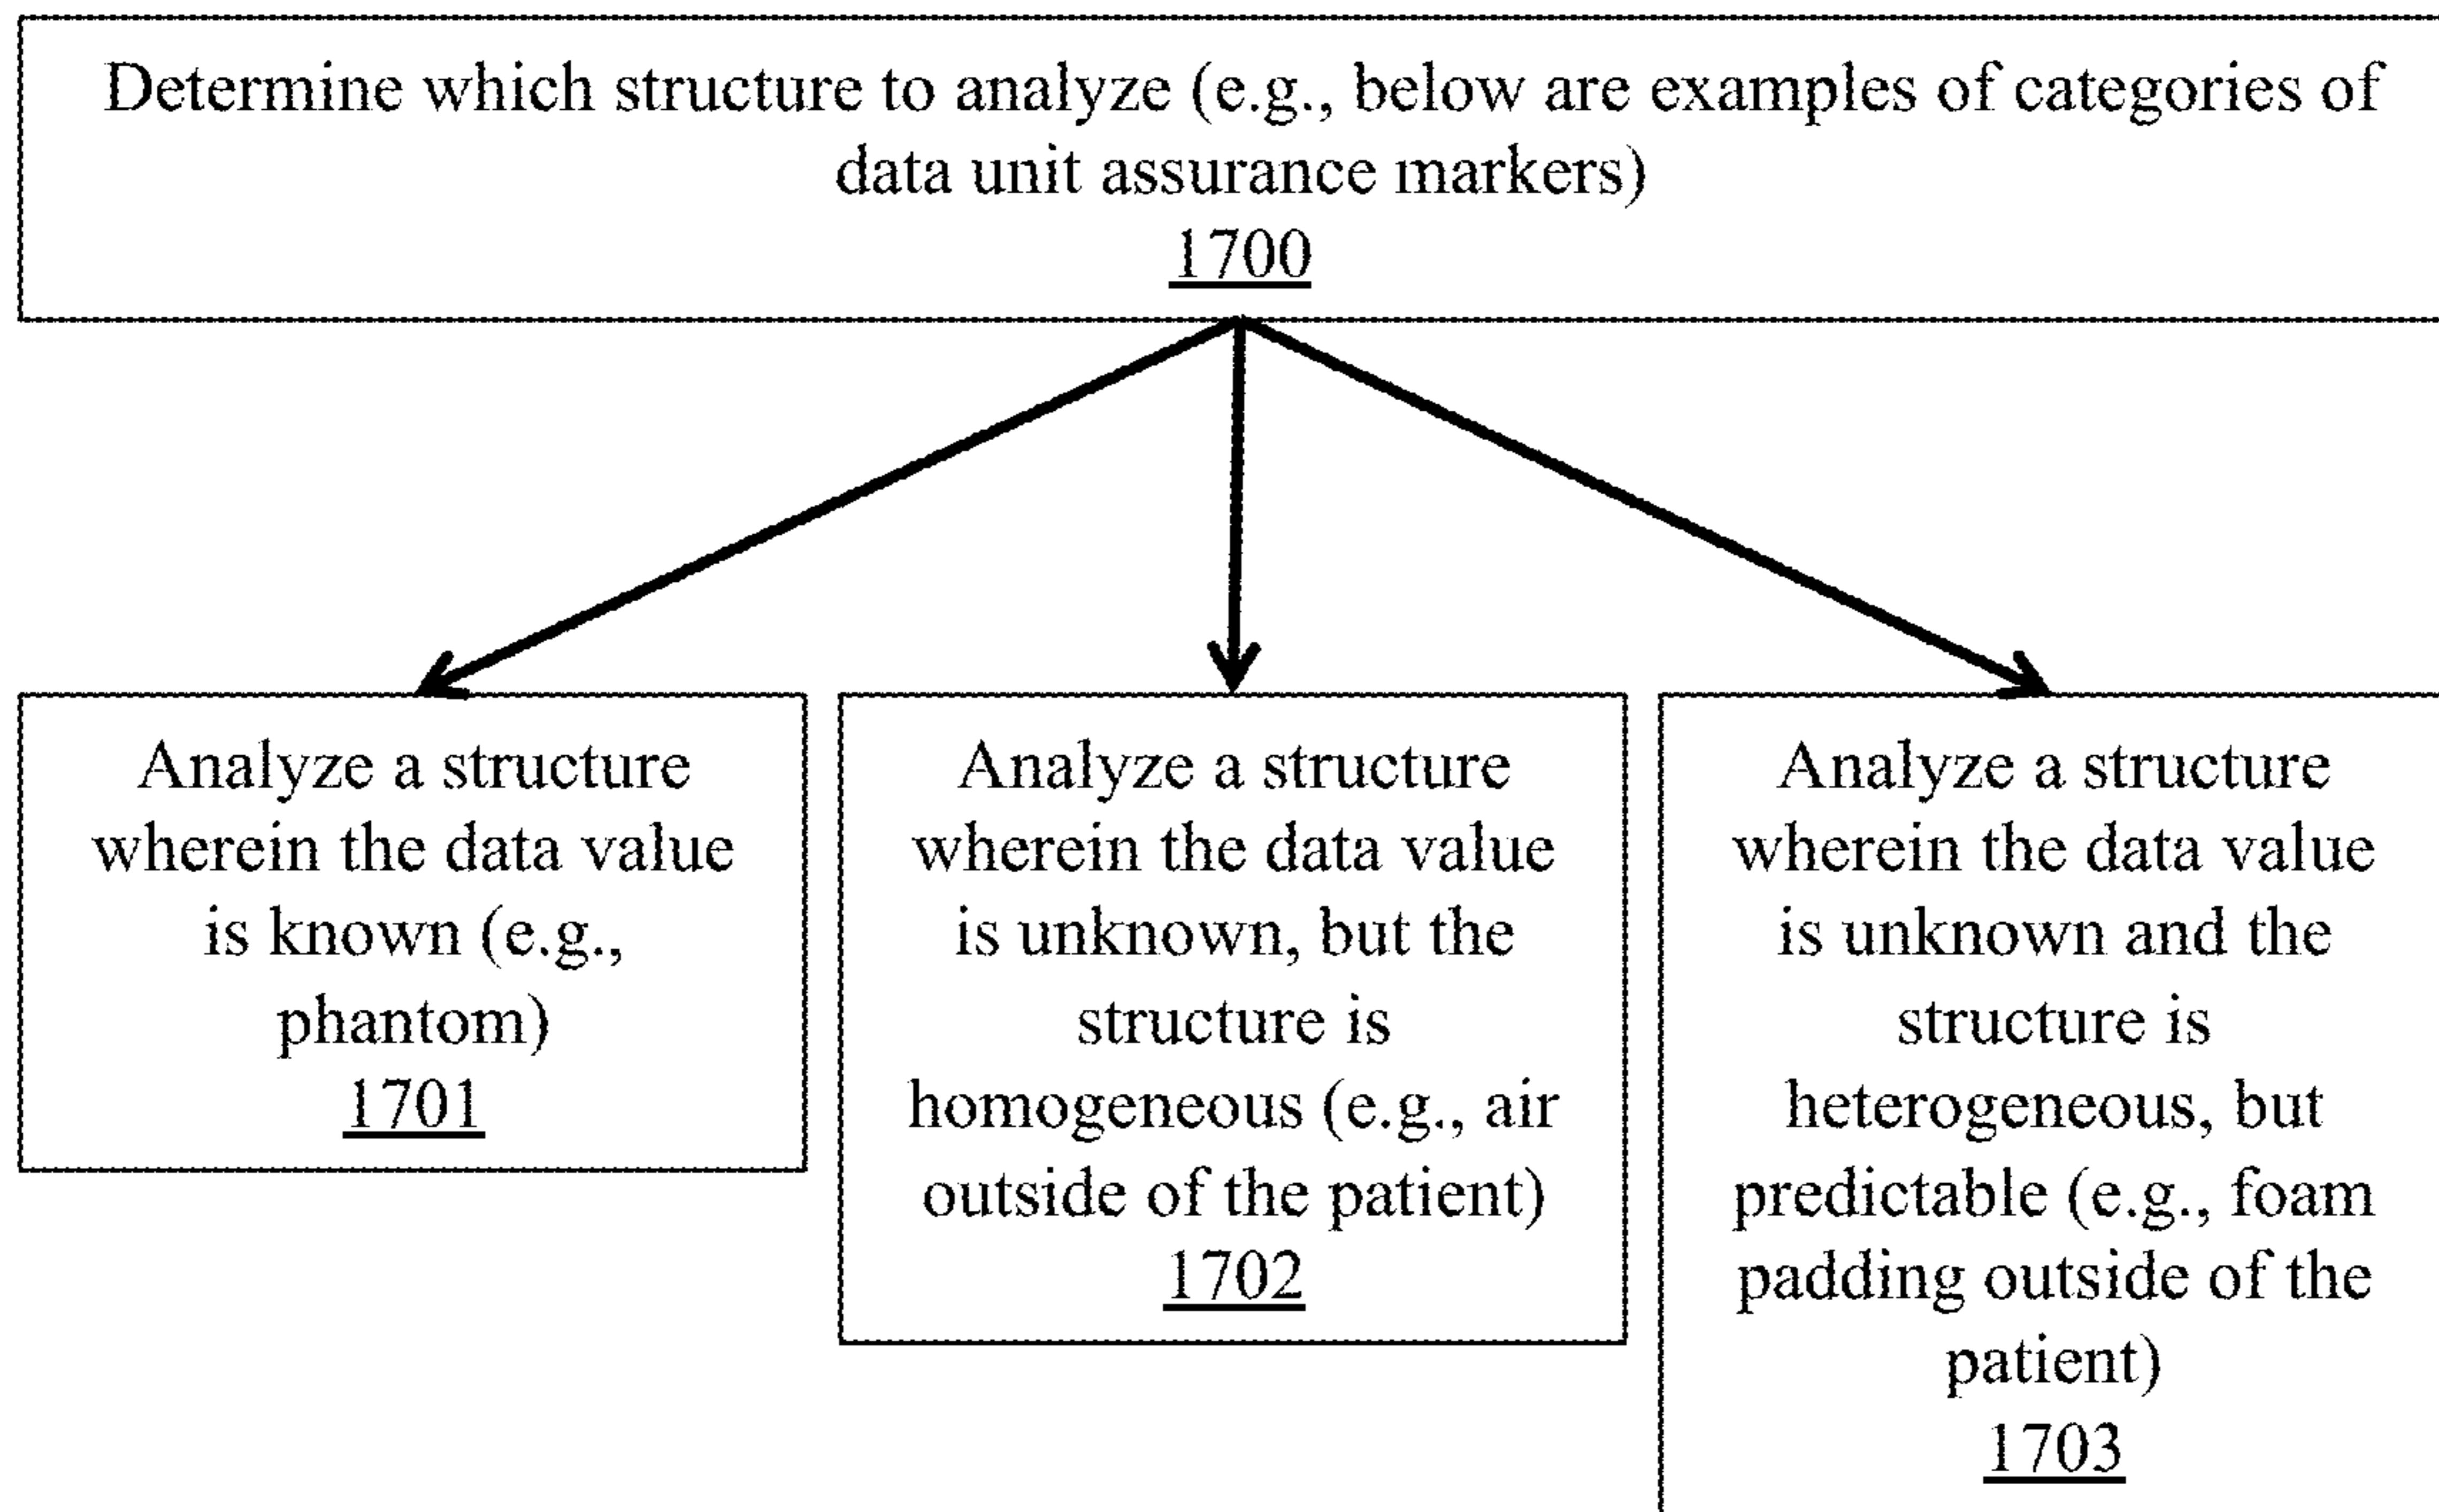 Determine which structure to analyze (e.g., below are examples of categories of
data unit assurance markers)
1700
Analyze a structure
wherein the data value
is known (e.g.,
phantom)
1701
Analyze a structure
wherein the data value
is unknown, but the
structure is
homogeneous (e.g., air
outside of the patient)
1702
Analyze a structure
wherein the data value
is unknown and the
structure is
heterogeneous, but
predictable (e.g., foam
padding outside of the
patient)
1703